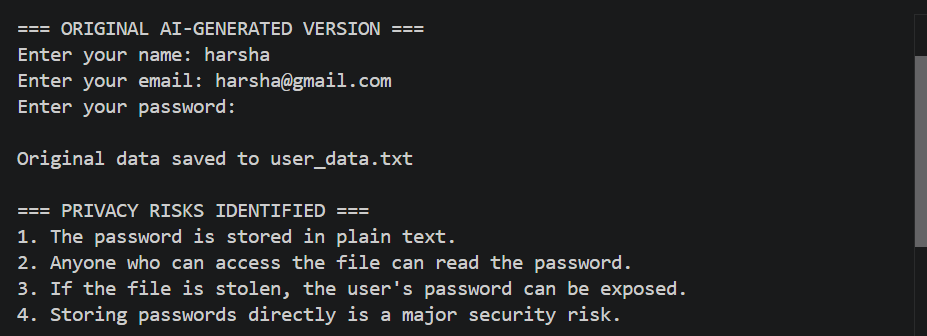 === ORIGINAL AI-GENERATED VERSION ===
Enter your name: harsha
Enter your email: harsha@gmail.com
Enter your password:
Original data saved to user_data.txt
=== PRIVACY RISKS IDENTIFIED ===
1. The password is stored in plain text.
2. Anyone who can access the file can read the password.
3. If the file is stolen, the user's password can be exposed.
4. Storing passwords directly is a major security risk.